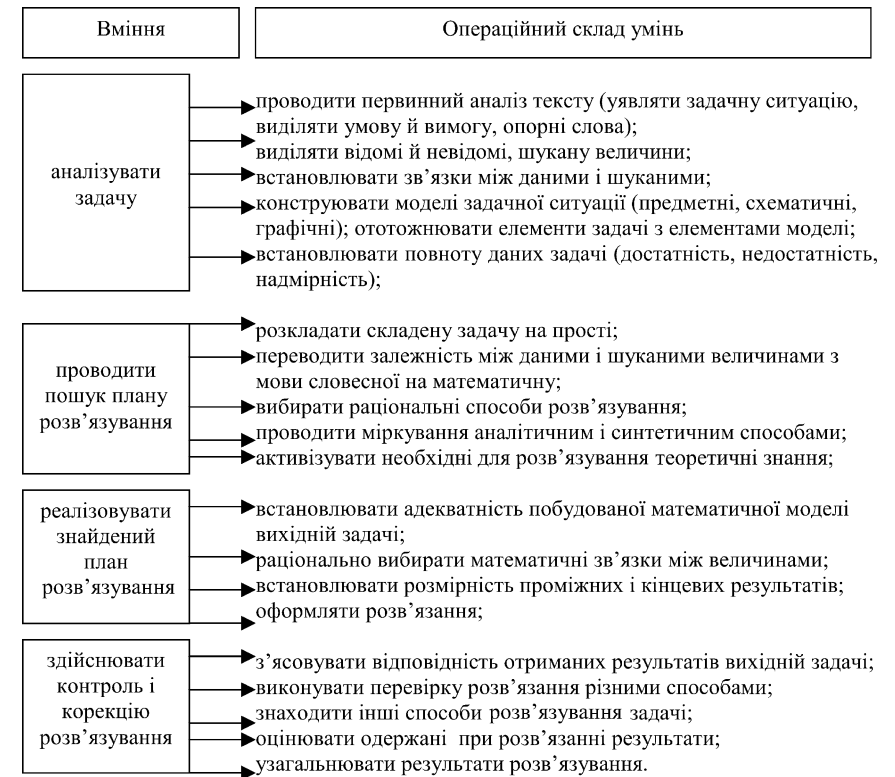 Вміння
Операційний склад умінь
аналізувати
задачу
проводити первинний аналіз тексту (уявляти задачну ситуацію,
виділяти умову й вимогу, опорні слова);
виділяти відомі й невідомі, шукану величини;
встановлювати зв’язки між даними і шуканими;
конструювати моделі задачної ситуації (предметні, схематичні,
графічні); ототожнювати елементи задачі з елементами моделі;
встановлювати повноту даних задачі (достатність, недостатність,
надмірність);
проводити
пошук плану
розв’язування
розкладати складену задачу на прості;
переводити залежність між даними і шуканими величинами з
мови словесної на математичну;
вибирати раціональні способи розв’язування;
проводити міркування аналітичним і синтетичним способами;
активізувати необхідні для розв’язування теоретичні знання;
реалізовувати
знайдений
план
розв’язування
встановлювати адекватність побудованої математичної моделі
вихідній задачі;
раціонально вибирати математичні зв’язки між величинами;
встановлювати розмірність проміжних і кінцевих результатів;
оформляти розв’язання;
здійснювати
контроль і
корекцію
розв’язування
з’ясовувати відповідність отриманих результатів вихідній задачі;
виконувати перевірку розв’язання різними способами;
знаходити інші способи розв’язування задачі;
оцінювати одержані при розв’язанні результати;
узагальнювати результати розв’язування.